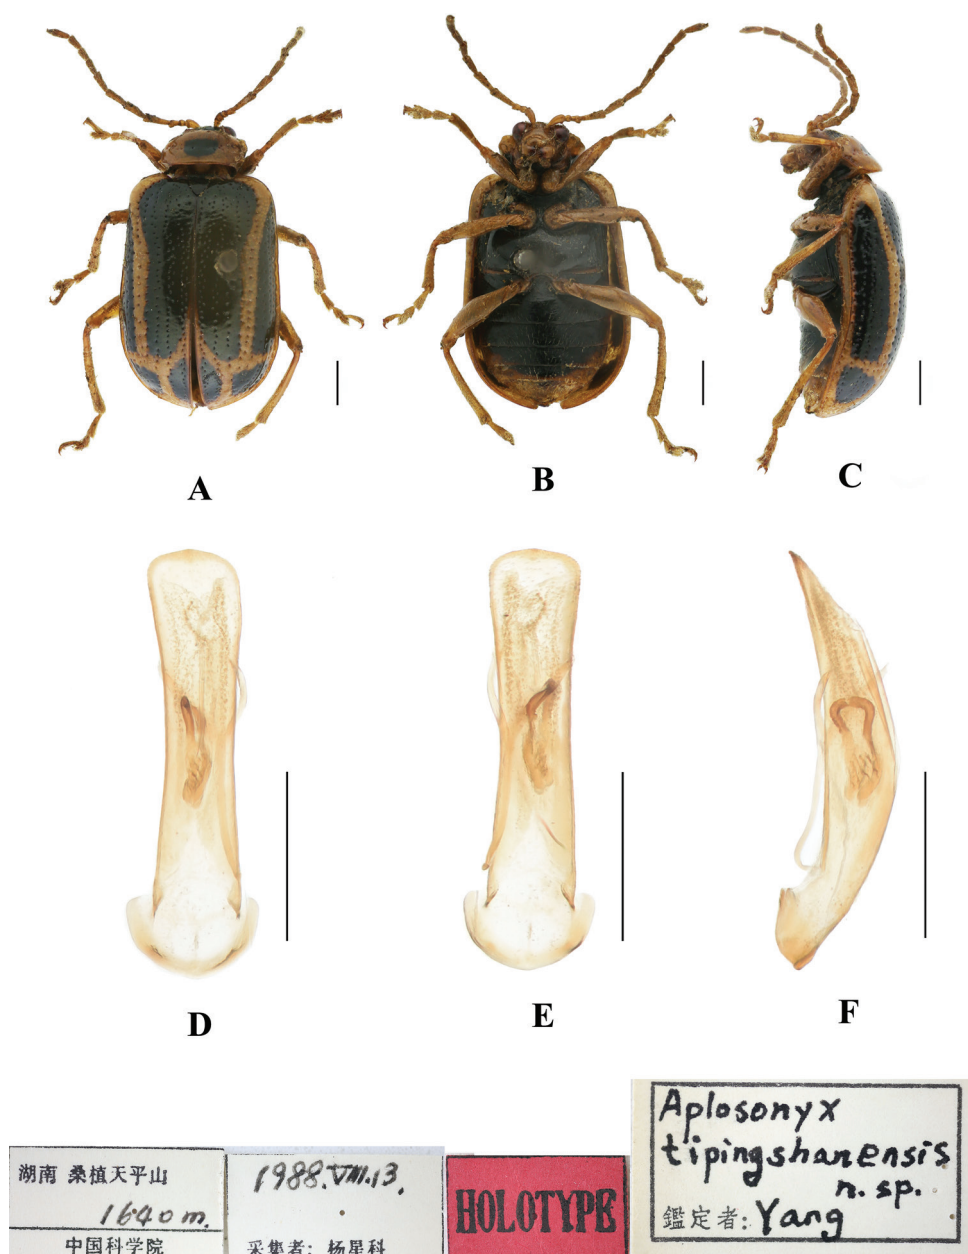 A
B
C
D
E
F
湖南 桑植天平山
1640m.
中国科学院
1988.VIII.13.
采集者: 杨星科
HOLOTYPE
Aplosonyx
tipingshanensis
n.sp.
鑑定者: Yang